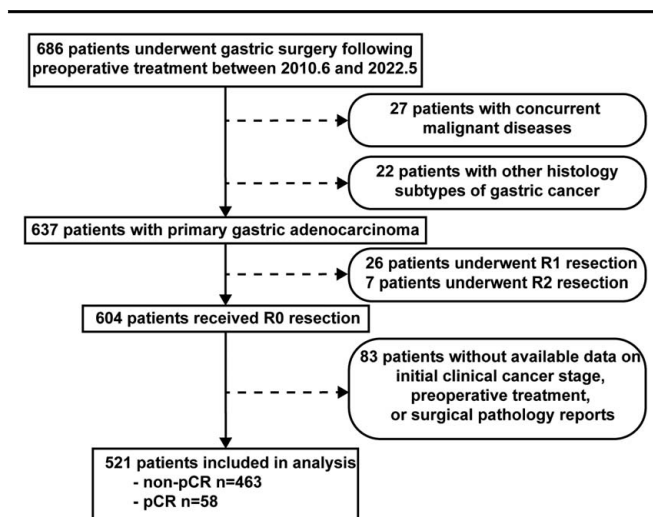 686 patients underwent gastric surgery following
preoperative treatment between 2010.6 and 2022.5
27 patients with concurrent
malignant diseases
22 patients with other histology
subtypes of gastric cancer
637 patients with primary gastric adenocarcinoma
26 patients underwent R1 resection
7 patients underwent R2 resection
604 patients received R0 resection
83 patients without available data on
initial clinical cancer stage,
preoperative treatment,
or surgical pathology reports
521 patients included in analysis
- non-pCR n=463
- pCR n=58